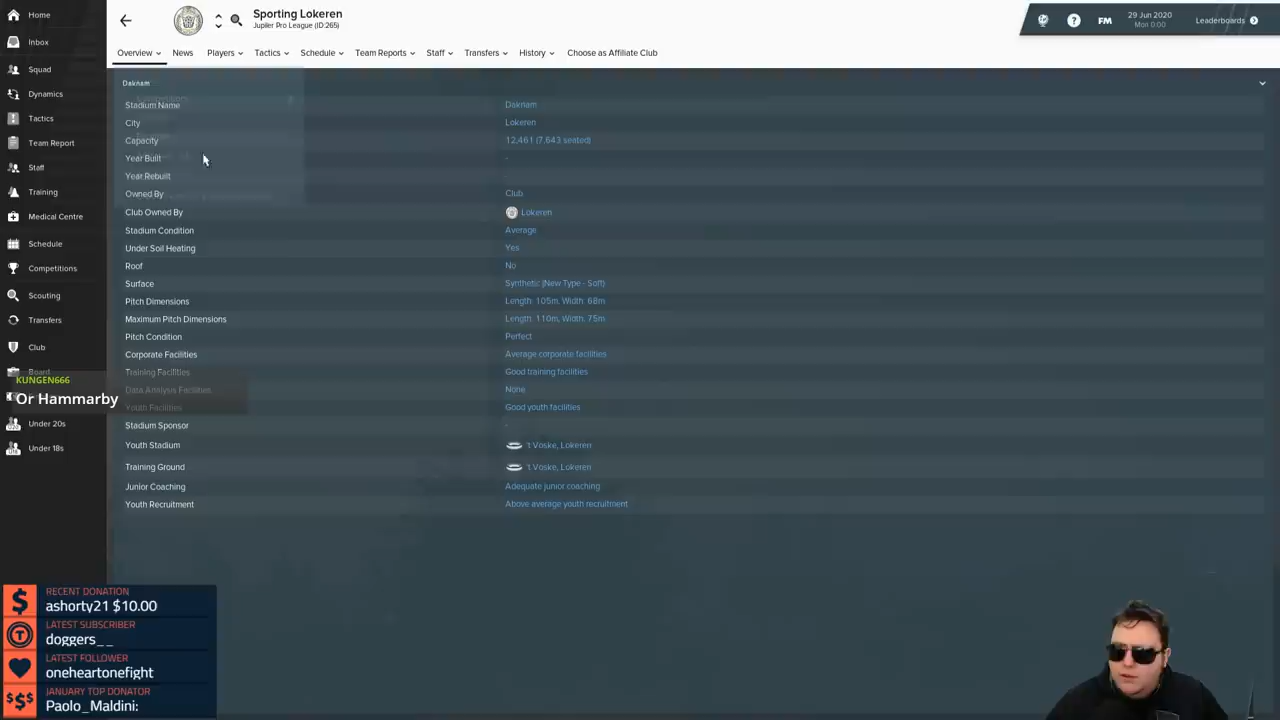 Home
Inbox
Squad
Dynamics
Tactics
Team Report
Staff
Training
Medical Centre
Schedule
Competitions
Scouting
Transfers
Club
Board
Under 20s
Under 18s
Sporting Lokeren
Jupiler Pro League (ID:265)
29 Jun 2020
Mon 0:00
FM
Leaderboards
Overview
News
Players
Tactics
Schedule
Team Reports
Staff
Transfers
History
Choose as Affiliate Club
Daknam
Stadium Name Daknam
City Lokeren
Capacity 12,461 (7,643 seated)
Year Built -
Year Rebuilt -
Owned By Club
Club Owned By Lokeren
Stadium Condition Average
Under Soil Heating Yes
Roof No
Surface Synthetic (New Type - Soft)
Pitch Dimensions Length: 105m, Width: 68m
Maximum Pitch Dimensions Length: 110m, Width: 75m
Pitch Condition Perfect
Corporate Facilities Average corporate facilities
Training Facilities Good training facilities
Data Analysis Facilities None
Youth Facilities Good youth facilities
Stadium Sponsor -
Youth Stadium 't Voske, Lokeren
Training Ground 't Voske, Lokeren
Junior Coaching Adequate junior coaching
Youth Recruitment Above average youth recruitment
KUNGEN666
Or Hammarby
RECENT DONATION
ashorty21 $10.00
LATEST SUBSCRIBER
doggers__
LATEST FOLLOWER
oneheartonefight
JANUARY TOP DONATOR
Paolo_Maldini: